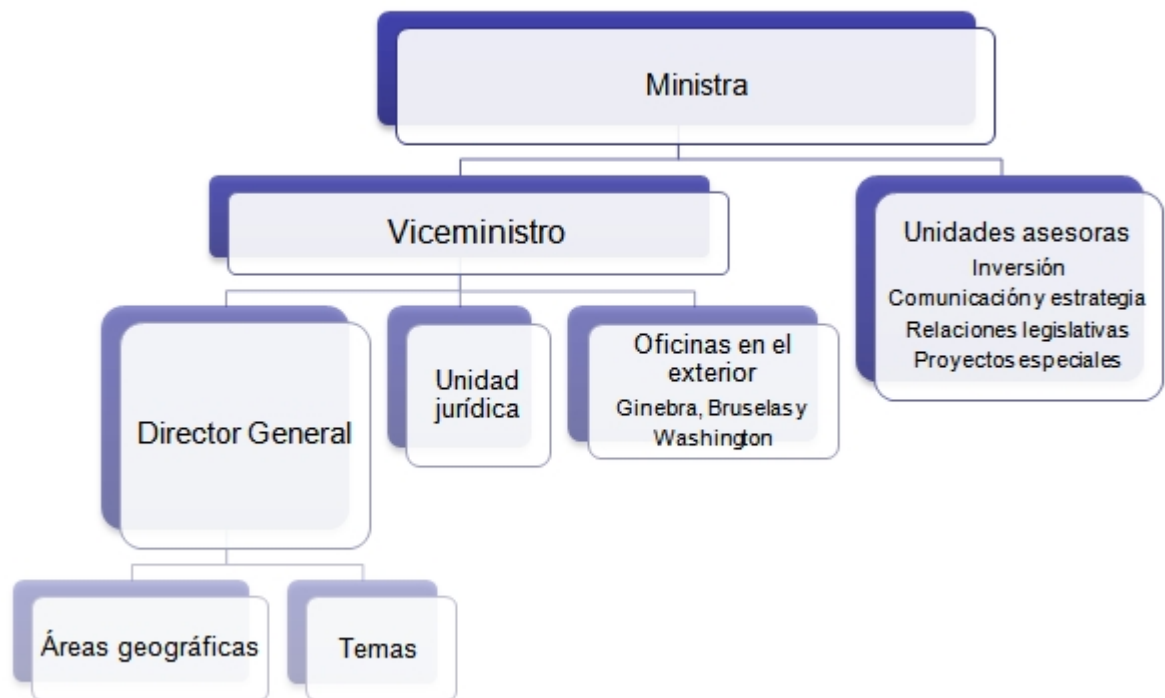 Ministra
Viceministro
Unidades asesoras
Inversión
Comunicación y estrategia
Relaciones legislativas
Proyectos especiales
Director General
Unidad
jurídica
Oficinas en el
exterior
Ginebra, Bruselas y
Washington
Áreas geográficas
Temas